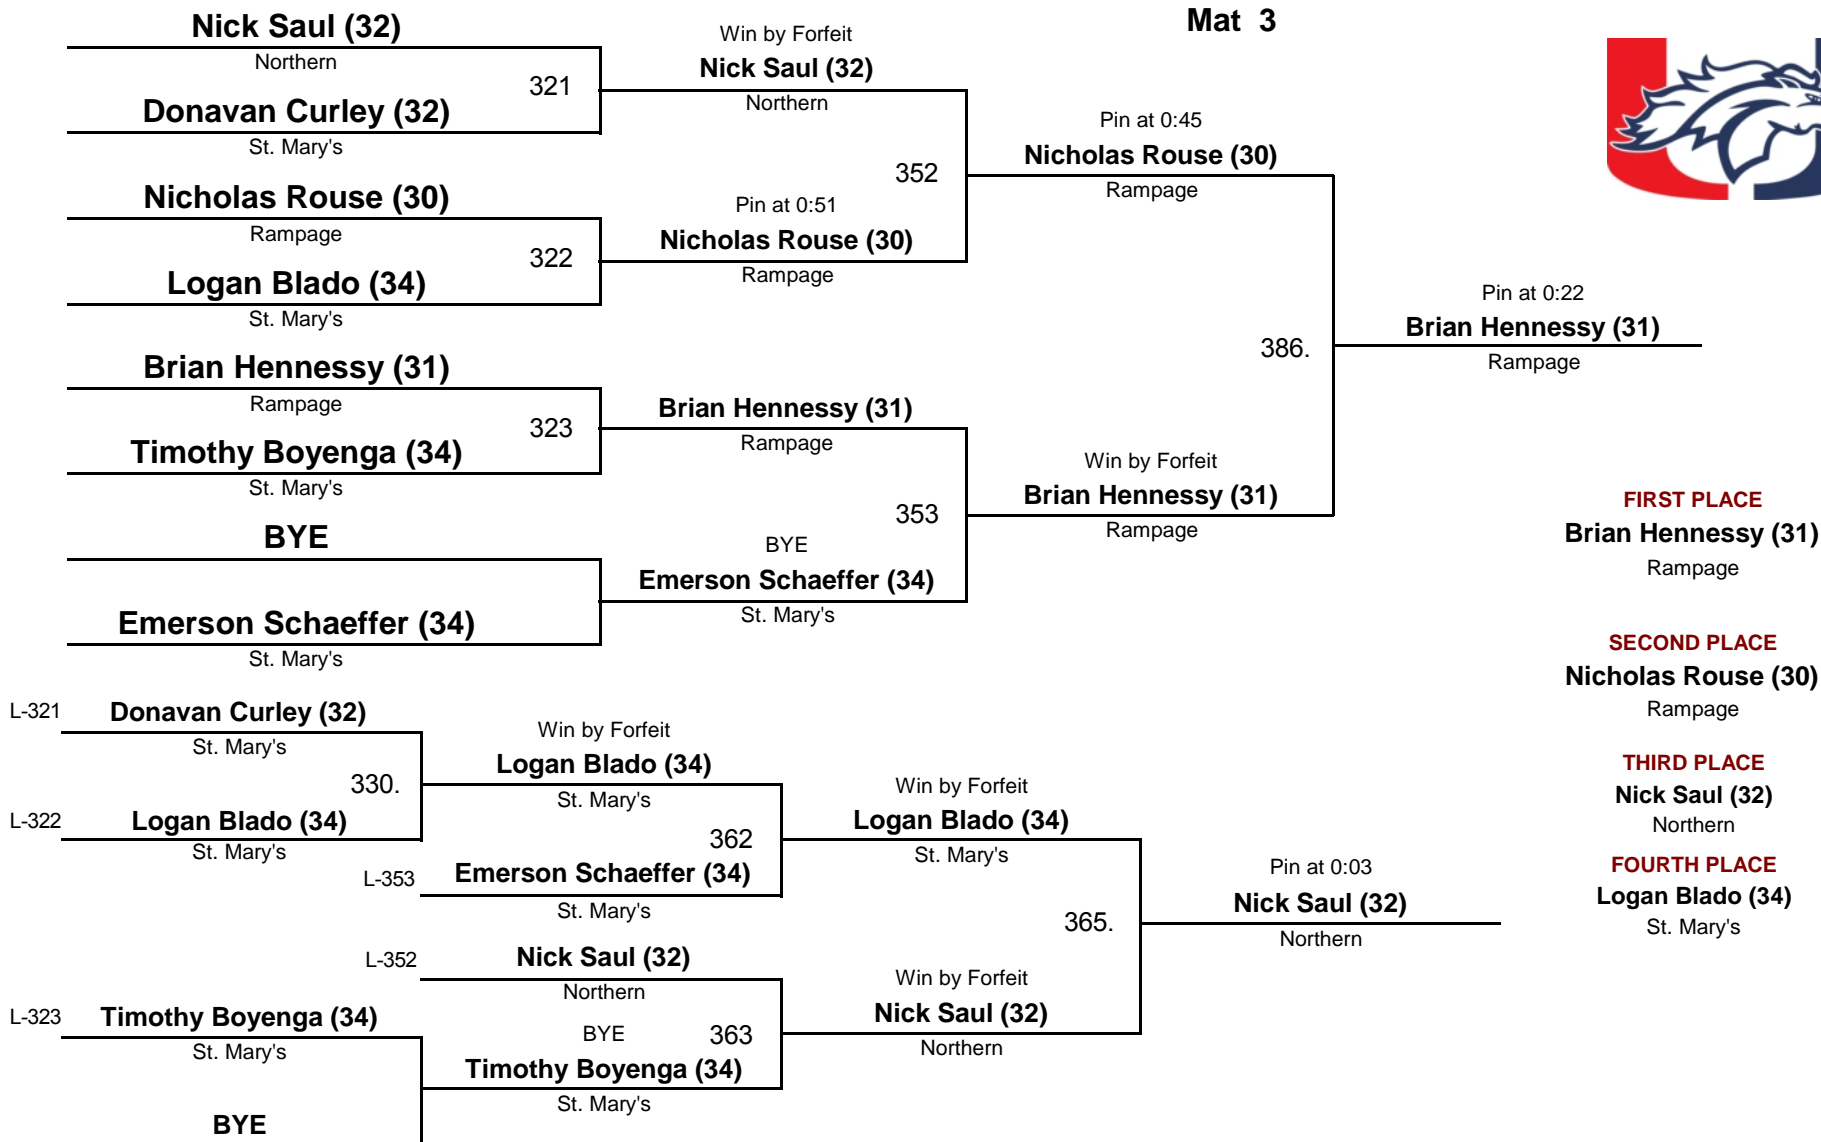 Mat 3
Nick Saul (32)
Northern
321
Donavan Curley (32)
St. Mary's
Nicholas Rouse (30)
Rampage
322
Logan Blado (34)
St. Mary's
Brian Hennessy (31)
Rampage
323
Timothy Boyenga (34)
St. Mary's
BYE
Emerson Schaeffer (34)
St. Mary's
Win by Forfeit
Nick Saul (32)
Northern
352
Pin at 0:51
Nicholas Rouse (30)
Rampage
Brian Hennessy (31)
Rampage
353
BYE
Emerson Schaeffer (34)
St. Mary's
Pin at 0:45
Nicholas Rouse (30)
Rampage
386.
Win by Forfeit
Brian Hennessy (31)
Rampage
Pin at 0:22
Brian Hennessy (31)
Rampage
FIRST PLACE
Brian Hennessy (31)
Rampage
SECOND PLACE
Nicholas Rouse (30)
Rampage
THIRD PLACE
Nick Saul (32)
Northern
FOURTH PLACE
Logan Blado (34)
St. Mary's
L-321
Donavan Curley (32)
St. Mary's
330.
L-322
Logan Blado (34)
St. Mary's
Win by Forfeit
Logan Blado (34)
St. Mary's
362
L-353
Emerson Schaeffer (34)
St. Mary's
L-352
Nick Saul (32)
Northern
L-323
Timothy Boyenga (34)
St. Mary's
BYE
BYE
363
Timothy Boyenga (34)
St. Mary's
Win by Forfeit
Logan Blado (34)
St. Mary's
365.
Win by Forfeit
Nick Saul (32)
Northern
Pin at 0:03
Nick Saul (32)
Northern